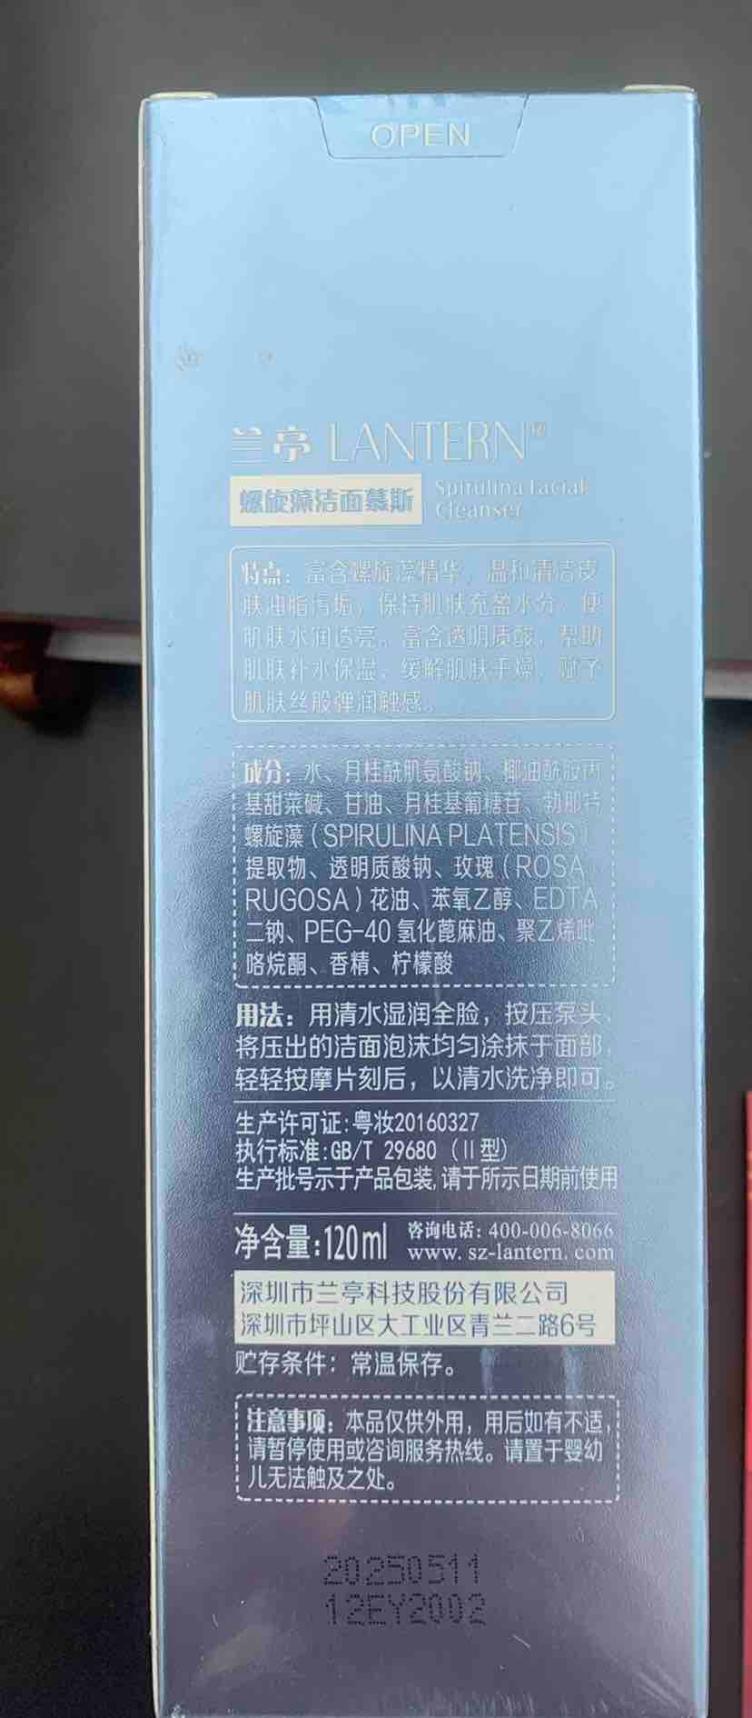 OPEN
兰亭 LANTERN®
螺旋藻洁面慕斯
Spirulina Facial
Cleanser
特点：富含螺旋藻精华，温和清洁皮
肤油脂污垢，保持肌肤充盈水分，使
肌肤水润透亮。富含透明质酸，帮助
肌肤补水保湿，缓解肌肤干燥，赋予
肌肤丝般弹润触感。
成分：水、月桂酰肌氨酸钠、椰油酰胺丙
基甜菜碱、甘油、月桂基葡糖苷、钝顶
螺旋藻（SPIRULINA PLATENSIS）
提取物、透明质酸钠、玫瑰（ROSA
RUGOSA）花油、苯氧乙醇、EDTA
二钠、PEG-40 氢化蓖麻油、聚乙烯吡
咯烷酮、香精、柠檬酸
用法：用清水湿润全脸，按压泵头，
将压出的洁面泡沫均匀涂抹于面部，
轻轻按摩片刻后，以清水洗净即可。
生产许可证：粤妆20160327
执行标准：GB/T 29680（II型）
生产批号示于产品包装，请于所示日期前使用
净含量：120ml
咨询电话：400-006-8066
www.sz-lantern.com
深圳市兰亭科技股份有限公司
深圳市坪山区大工业区青兰二路6号
贮存条件：常温保存。
注意事项：本品仅供外用，用后如有不适，
请暂停使用或咨询服务热线。请置于婴幼
儿无法触及之处。
20250511
12EY2002